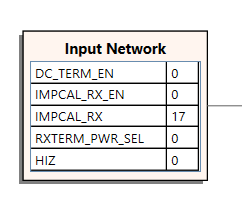 Input Network
DC_TERM_EN 0
IMPCAL_RX_EN 0
IMPCAL_RX 17
RXTERM_PWR_SEL 0
HIZ 0